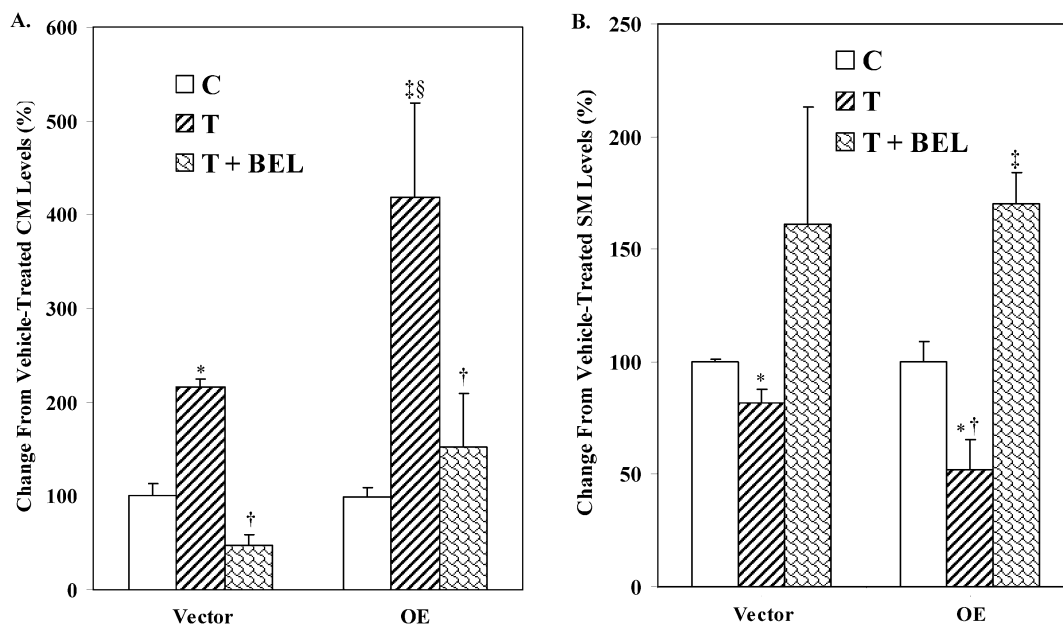 A.
Change From Vehicle-Treated CM Levels (%)
600
500
400
300
200
100
0
C
T
T + BEL
*
†
‡§
†
Vector
OE
B.
Change From Vehicle-Treated SM Levels (%)
250
200
150
100
50
0
C
T
T + BEL
*
*†
‡
Vector
OE